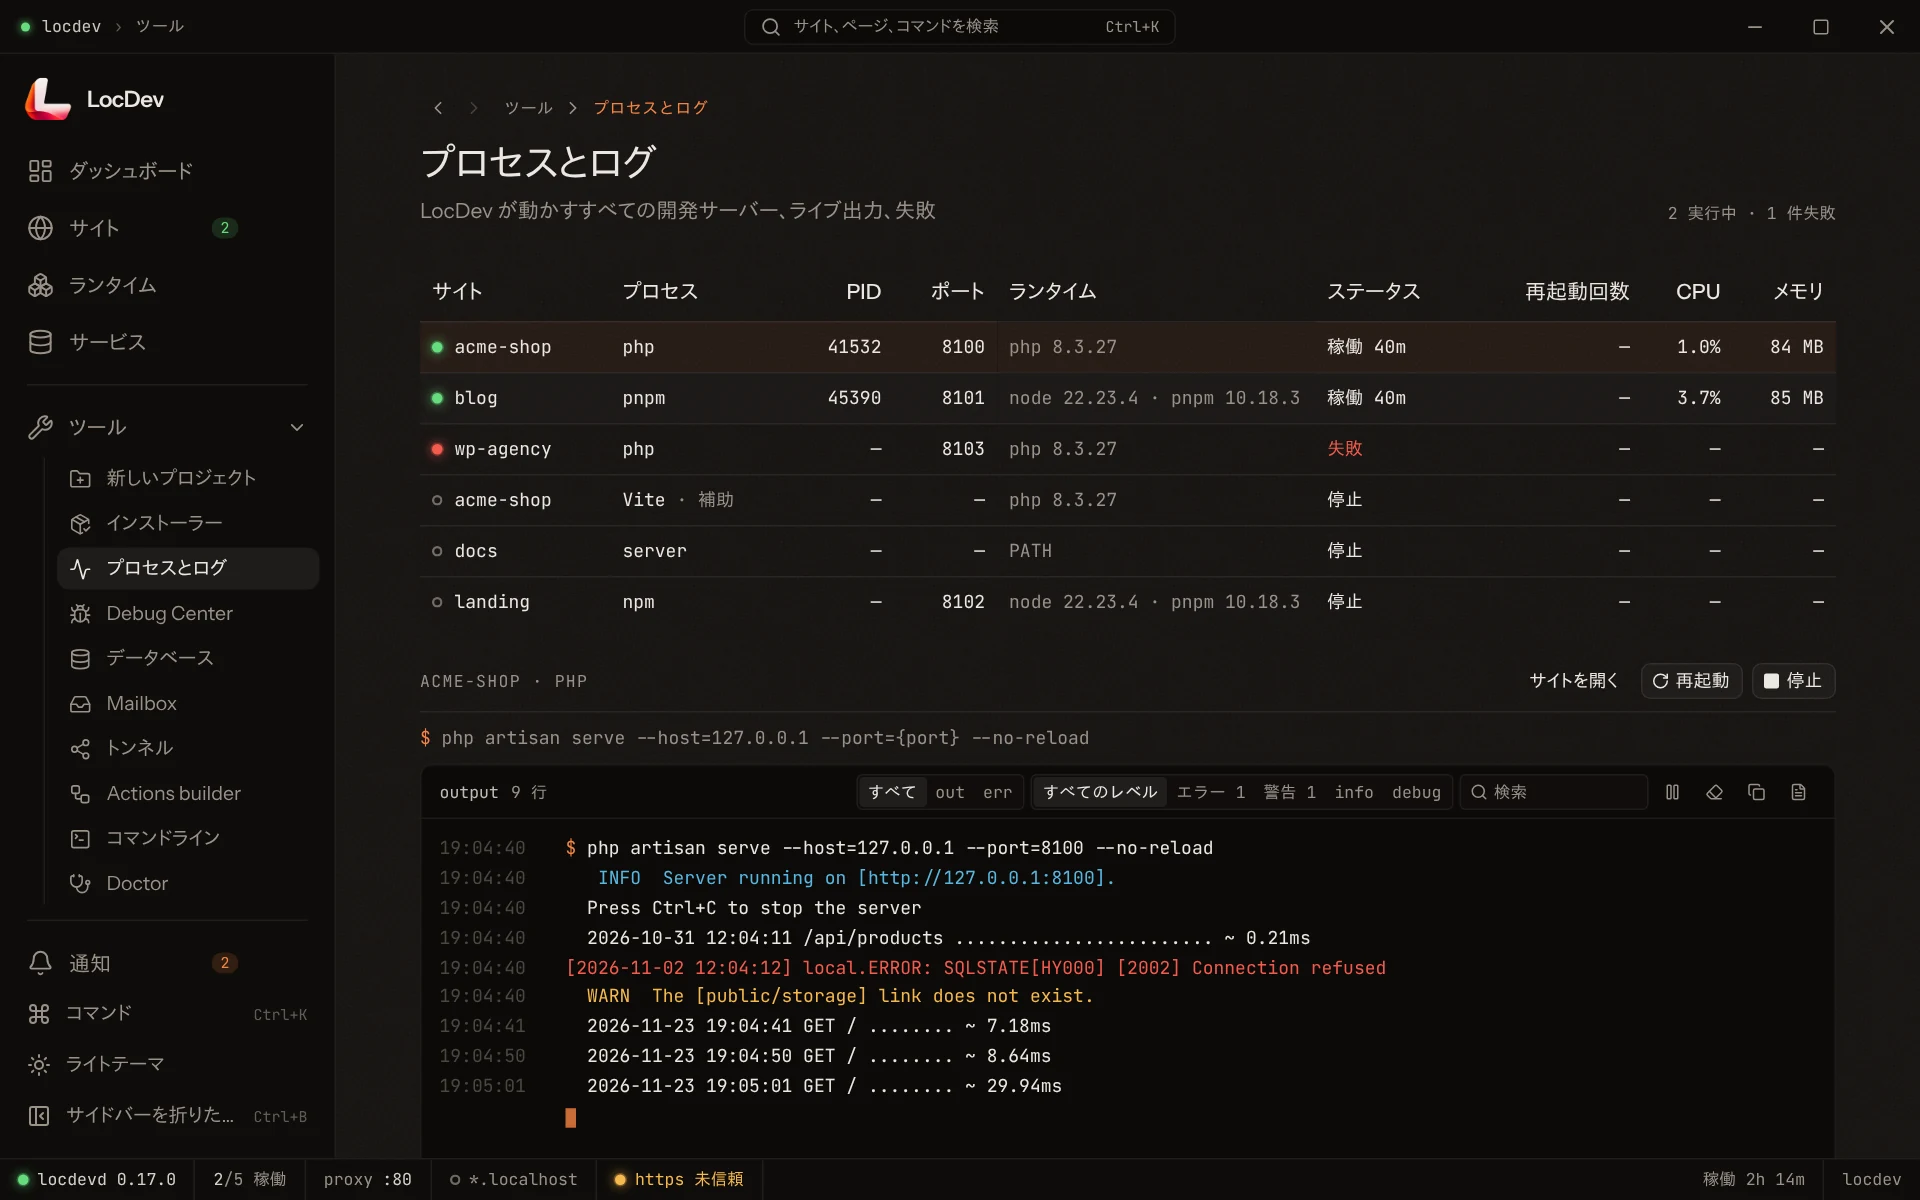 locdev › ツール
サイト、ページ、コマンドを検索 Ctrl+K
LocDev
ダッシュボード
サイト 2
ランタイム
サービス
ツール
新しいプロジェクト
インストーラー
プロセスとログ
Debug Center
データベース
Mailbox
トンネル
Actions builder
コマンドライン
Doctor
通知 2
コマンド Ctrl+K
ライトテーマ
サイドバーを折りた… Ctrl+B
ツール プロセスとログ
プロセスとログ
LocDev が動かすすべての開発サーバー、ライブ出力、失敗
2 実行中 · 1 件失敗
サイト プロセス PID ポート ランタイム ステータス 再起動回数 CPU メモリ
acme-shop php 41532 8100 php 8.3.27 稼働 40m — 1.0% 84 MB
blog pnpm 45390 8101 node 22.23.4 · pnpm 10.18.3 稼働 40m — 3.7% 85 MB
wp-agency php — 8103 php 8.3.27 失敗 — — —
acme-shop Vite · 補助 — — php 8.3.27 停止 — — —
docs server — — PATH 停止 — — —
landing npm — 8102 node 22.23.4 · pnpm 10.18.3 停止 — — —
ACME-SHOP · PHP
サイトを開く 再起動 停止
$ php artisan serve --host=127.0.0.1 --port={port} --no-reload
output 9 行 すべて out err すべてのレベル エラー 1 警告 1 info debug 検索
19:04:40 $ php artisan serve --host=127.0.0.1 --port=8100 --no-reload
19:04:40 INFO Server running on [http://127.0.0.1:8100].
19:04:40 Press Ctrl+C to stop the server
19:04:40 2026-10-31 12:04:11 /api/products ........................ ~ 0.21ms
19:04:40 [2026-11-02 12:04:12] local.ERROR: SQLSTATE[HY000] [2002] Connection refused
19:04:40 WARN The [public/storage] link does not exist.
19:04:41 2026-11-23 19:04:41 GET / ........ ~ 7.18ms
19:04:50 2026-11-23 19:04:50 GET / ........ ~ 8.64ms
19:05:01 2026-11-23 19:05:01 GET / ........ ~ 29.94ms
locdevd 0.17.0 2/5 稼働 proxy :80 *.localhost https 未信頼 稼働 2h 14m locdev